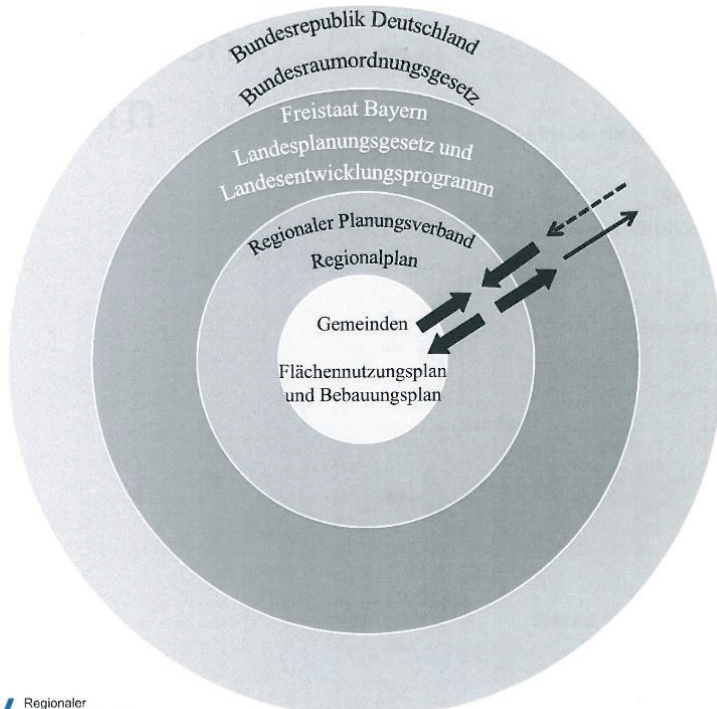 Bundesrepublik Deutschland
Bundesraumordnungsgesetz
Freistaat Bayern
Landesplanungsgesetz und
Landesentwicklungsprogramm
Regionaler Planungsverband
Regionalplan
Gemeinden
Flächennutzungsplan
und Bebauungsplan
Regionaler